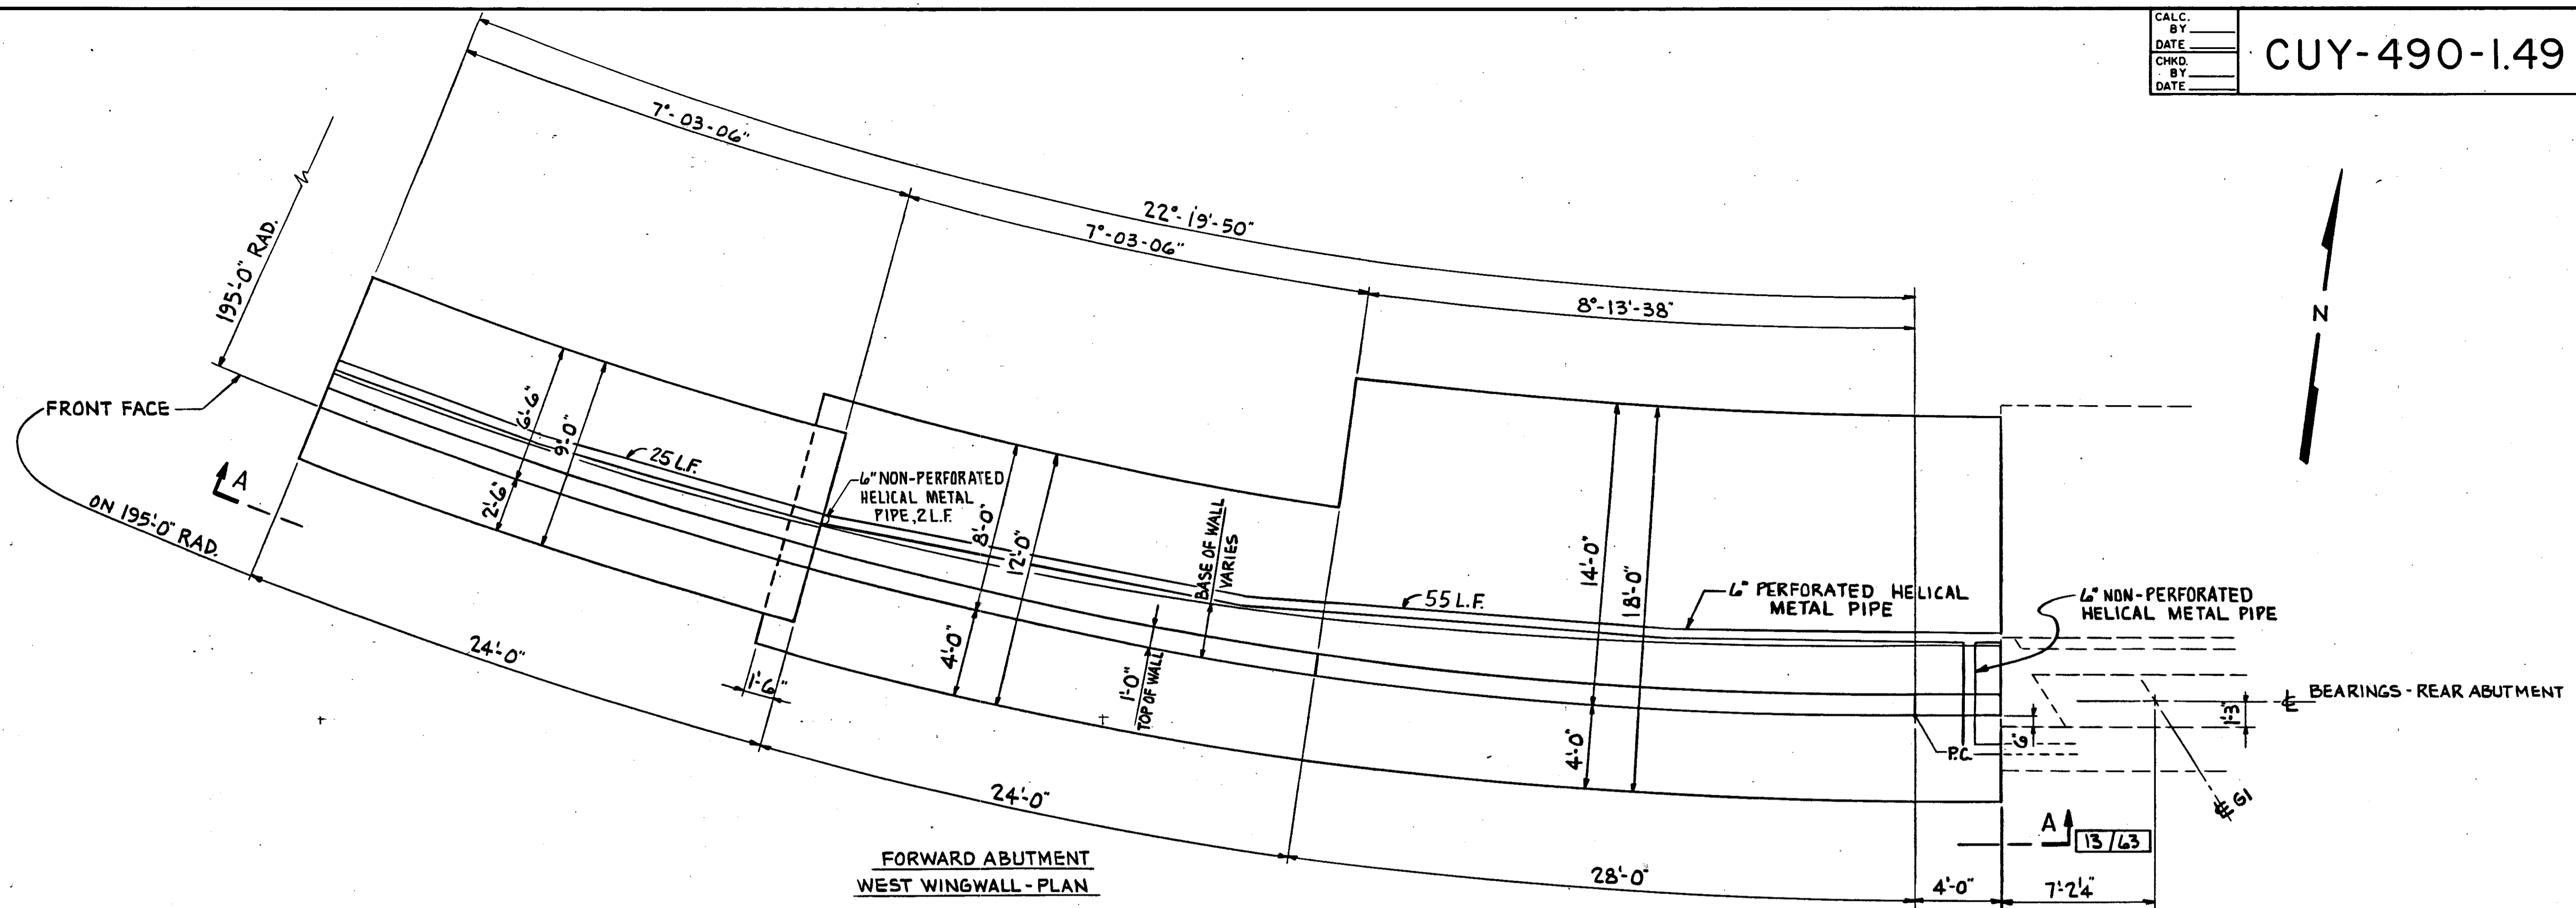 CALC.
BY
DATE
CHKD.
BY
DATE
CUY-490-1.49
7°-03-06"
22°-19'-50"
7°-03-06"
8°-13'-38"
195'-0" RAD.
N
FRONT FACE
6'-6"
9'-0"
2'-6"
25 L.F.
6" NON-PERFORATED
HELICAL METAL
PIPE, 2 L.F.
8'-0"
12'-0"
4'-0"
BASE OF WALL
VARIES
1'-0"
TOP OF WALL
14'-0"
18'-0"
4'-0"
55 L.F.
6" PERFORATED HELICAL
METAL PIPE
6" NON-PERFORATED
HELICAL METAL PIPE
℄ BEARINGS - REAR ABUTMENT
1'-3"
6"
P.C.
℄ G1
A
ON 195'-0" RAD.
24'-0"
1'-6"
24'-0"
28'-0"
4'-0"
7'-2¼"
A
13/63
FORWARD ABUTMENT
WEST WINGWALL - PLAN